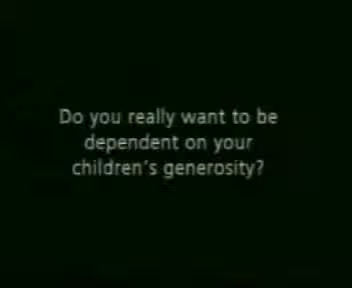 Do you really want to be
dependent on your
children's generosity?